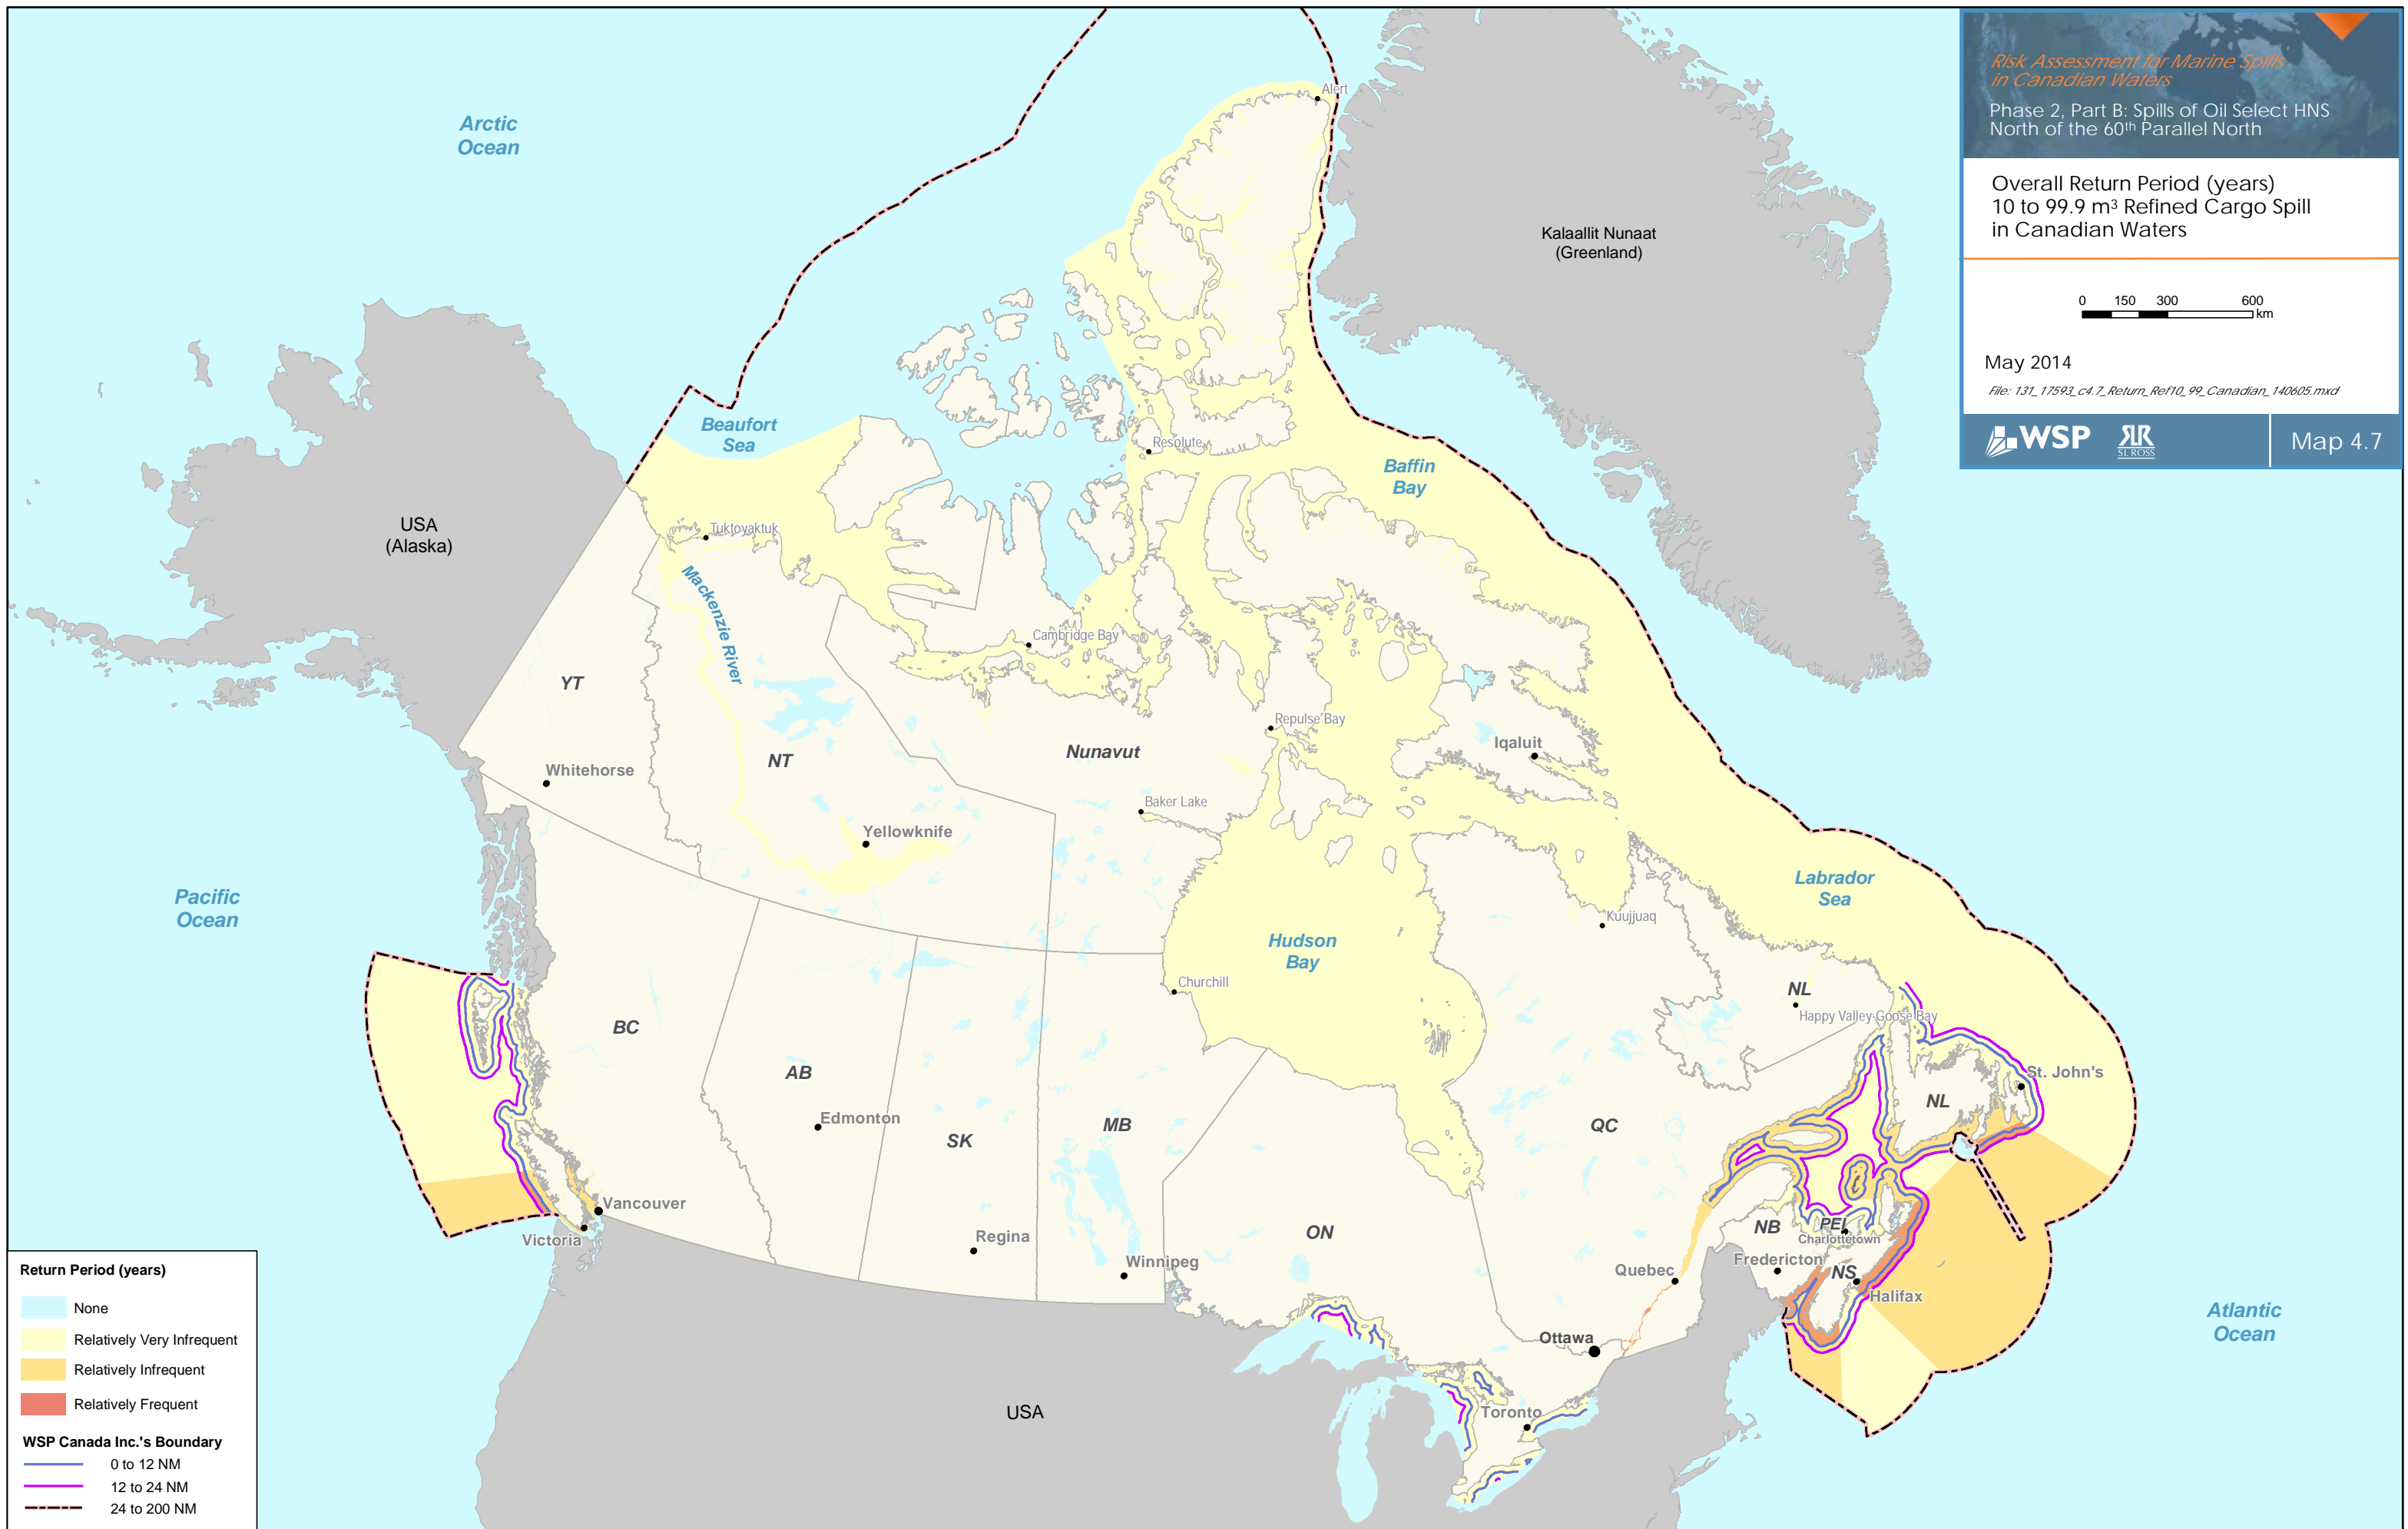 Risk Assessment for Marine Spills
in Canadian Waters
Phase 2, Part B: Spills of Oil Select HNS
North of the 60th Parallel North
Overall Return Period (years)
10 to 99.9 m³ Refined Cargo Spill
in Canadian Waters
0 150 300 600
km
May 2014
File: 131_17593_c4.7_Return_Ref10_99_Canadian_140605.mxd
WSP
SL ROSS
Map 4.7
Alert
Arctic
Ocean
Kalaallit Nunaat
(Greenland)
Beaufort
Sea
Resolute
Baffin
Bay
USA
(Alaska)
Tuktoyaktuk
Mackenzie River
Cambridge Bay
YT
Repulse Bay
Iqaluit
Nunavut
NT
Whitehorse
Baker Lake
Yellowknife
Labrador
Sea
Pacific
Ocean
Kuujjuaq
Hudson
Bay
Churchill
NL
Happy Valley-Goose Bay
BC
AB
St. John's
NL
Edmonton
MB
QC
SK
Vancouver
Victoria
Regina
ON
Winnipeg
NB
PEI
Charlottetown
Fredericton
NS
Quebec
Halifax
Atlantic
Ocean
Ottawa
USA
Toronto
Return Period (years)
None
Relatively Very Infrequent
Relatively Infrequent
Relatively Frequent
WSP Canada Inc.'s Boundary
0 to 12 NM
12 to 24 NM
24 to 200 NM